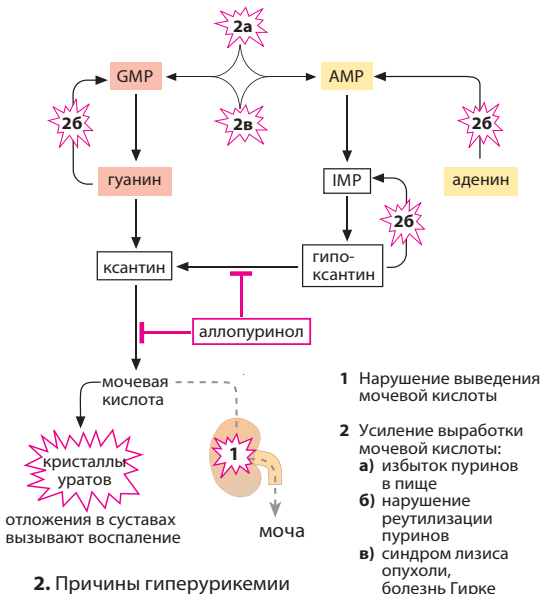 2а
GMP
AMP
2б
2в
2б
гуанин
IMP
аденин
2б
ксантин
гипо-
ксантин
аллопуринол
мочевая
кислота
кристаллы
уратов
1
моча
отложения в суставах
вызывают воспаление
1 Нарушение выведения
мочевой кислоты
2 Усиление выработки
мочевой кислоты:
а) избыток пуринов
в пище
б) нарушение
реутилизации
пуринов
в) синдром лизиса
опухоли,
болезнь Гирке
2. Причины гиперурикемии